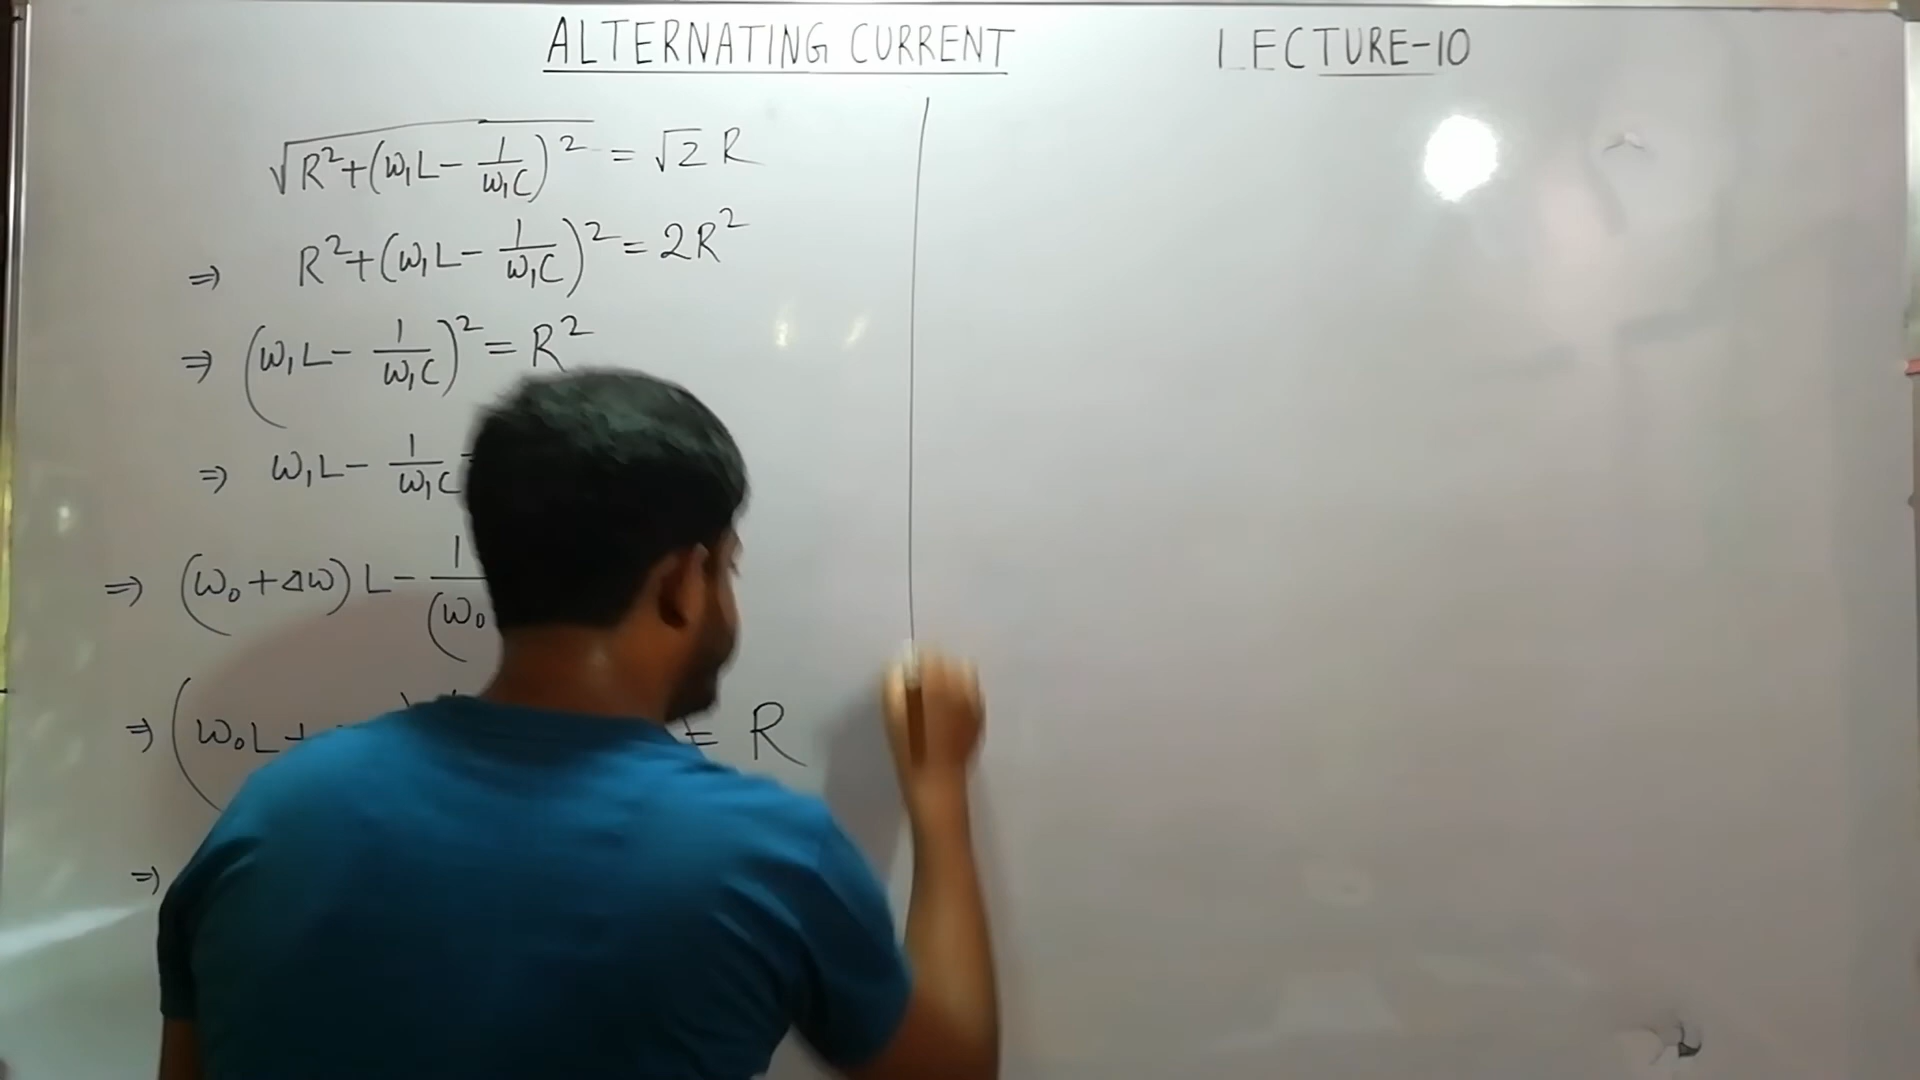 ALTERNATING CURRENT LECTURE-10
√(R²+(ω₁L − 1/ω₁C)²) = √2 R
⇒ R²+(ω₁L − 1/ω₁C)² = 2R²
⇒ (ω₁L − 1/ω₁C)² = R²
⇒ ω₁L − 1/ω₁C
⇒ (ω₀+Δω)L − 1/(ω₀
⇒ (ω₀L+ = R
⇒